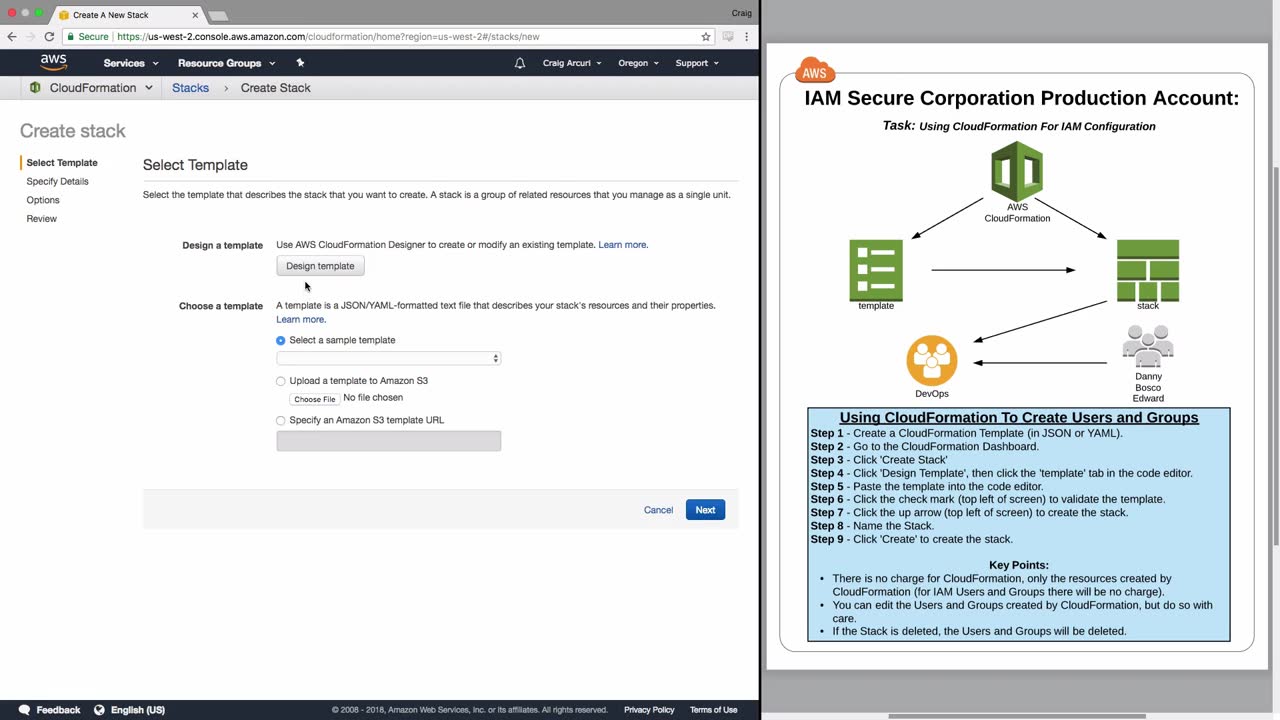 Create A New Stack
Craig
Secure | https://us-west-2.console.aws.amazon.com/cloudformation/home?region=us-west-2#/stacks/new
aws
Services
Resource Groups
Craig Arcuri
Oregon
Support
CloudFormation
Stacks
Create Stack
Create stack
Select Template
Specify Details
Options
Review
Select Template
Select the template that describes the stack that you want to create. A stack is a group of related resources that you manage as a single unit.
Design a template
Use AWS CloudFormation Designer to create or modify an existing template. Learn more.
Design template
Choose a template
A template is a JSON/YAML-formatted text file that describes your stack's resources and their properties.
Learn more.
Select a sample template
Upload a template to Amazon S3
Choose File No file chosen
Specify an Amazon S3 template URL
Cancel
Next
Feedback
English (US)
© 2008 - 2018, Amazon Web Services, Inc. or its affiliates. All rights reserved.
Privacy Policy
Terms of Use
AWS
IAM Secure Corporation Production Account:
Task: Using CloudFormation For IAM Configuration
AWS
CloudFormation
template
stack
DevOps
Danny
Bosco
Edward
Using CloudFormation To Create Users and Groups
Step 1 - Create a CloudFormation Template (in JSON or YAML).
Step 2 - Go to the CloudFormation Dashboard.
Step 3 - Click 'Create Stack'
Step 4 - Click 'Design Template', then click the 'template' tab in the code editor.
Step 5 - Paste the template into the code editor.
Step 6 - Click the check mark (top left of screen) to validate the template.
Step 7 - Click the up arrow (top left of screen) to create the stack.
Step 8 - Name the Stack.
Step 9 - Click 'Create' to create the stack.
Key Points:
• There is no charge for CloudFormation, only the resources created by
CloudFormation (for IAM Users and Groups there will be no charge).
• You can edit the Users and Groups created by CloudFormation, but do so with
care.
• If the Stack is deleted, the Users and Groups will be deleted.